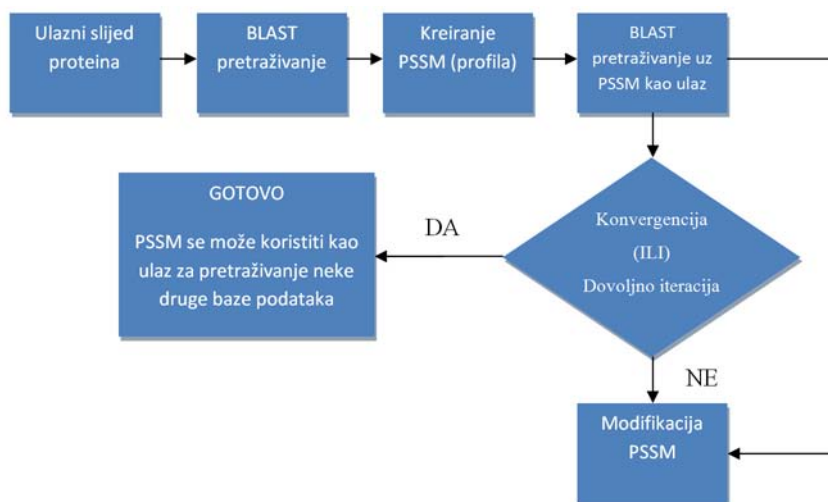 Ulazni slijed
proteina
BLAST
pretraživanje
Kreiranje
PSSM (profila)
BLAST
pretraživanje uz
PSSM kao ulaz
GOTOVO
PSSM se može koristiti kao
ulaz za pretraživanje neke
druge baze podataka
DA
Konvergencija
(ILI)
Dovoljno iteracija
NE
Modifikacija
PSSM